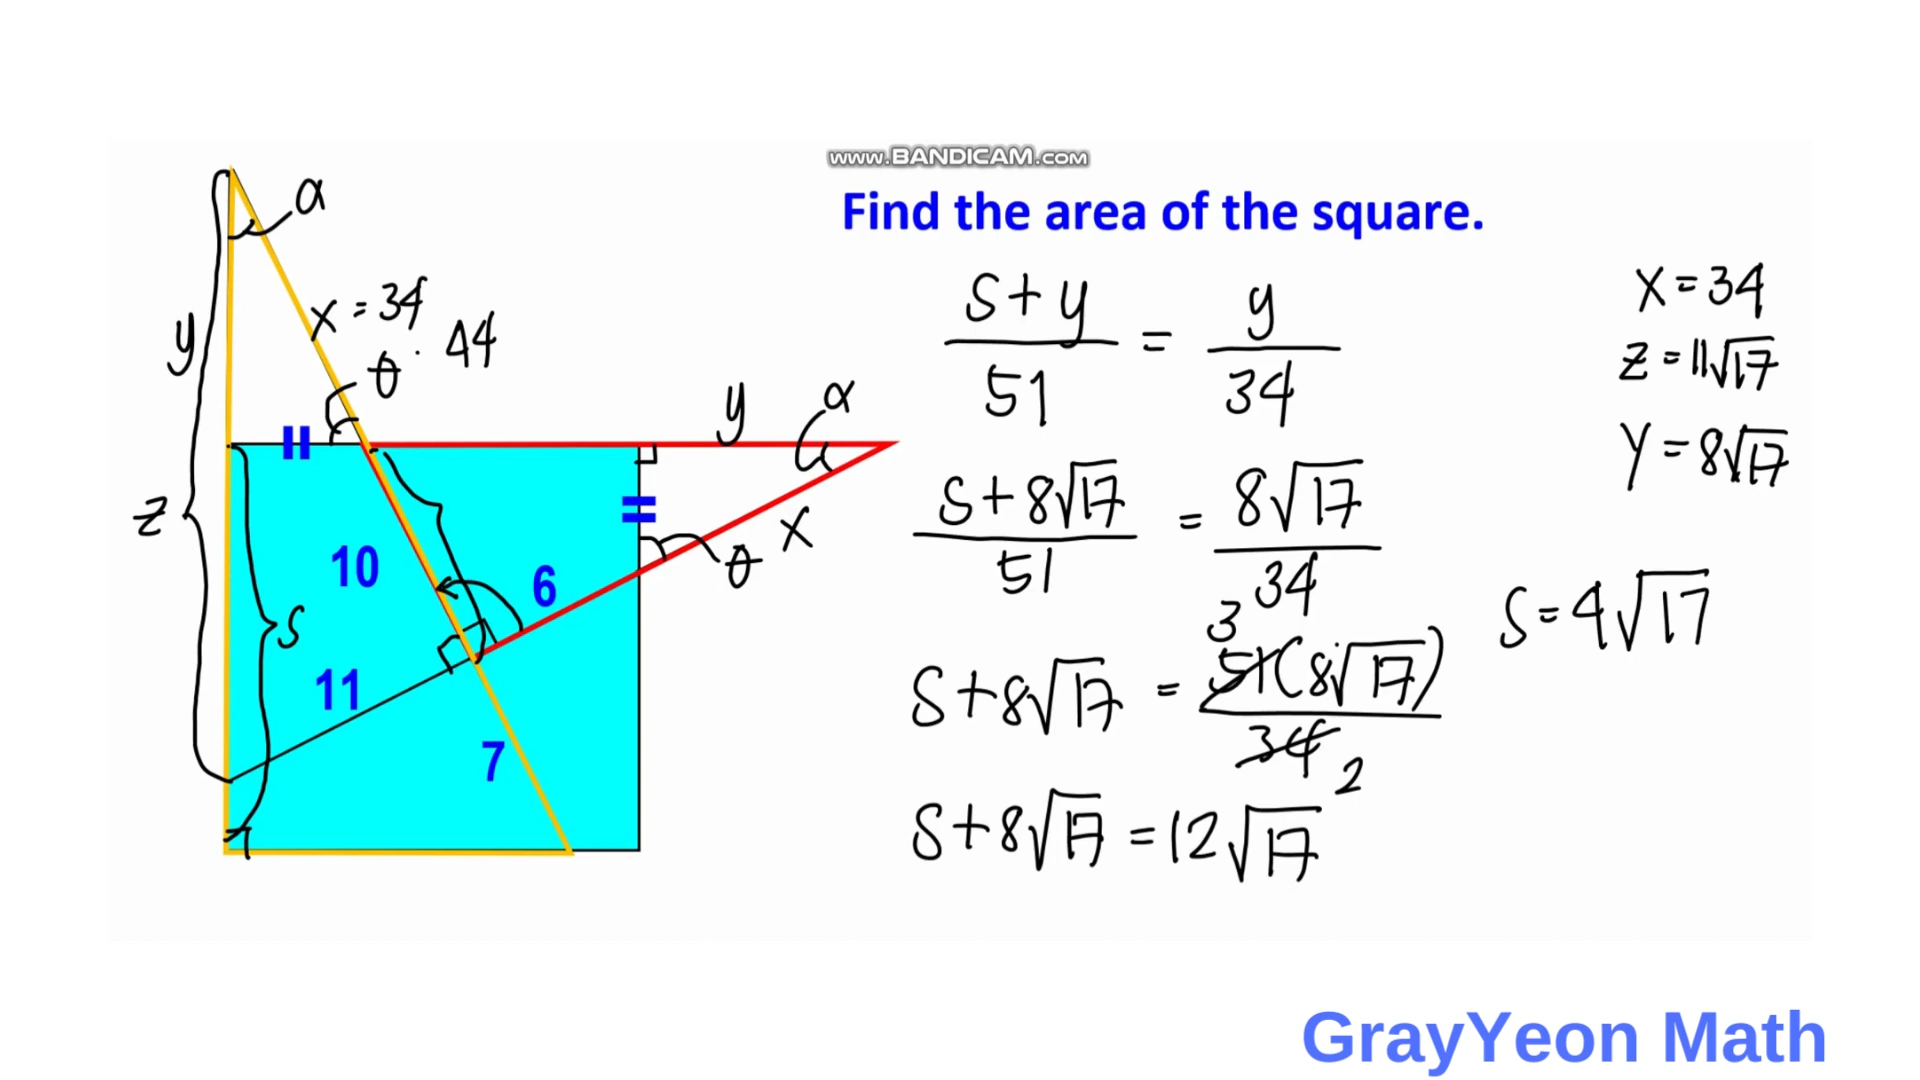 www.BANDICAM.com
Find the area of the square.
α
x = 34
y
θ · 44
S+y / 51 = y / 34
x = 34
z = 11√17
y = 8√17
y
α
z
S+8√17 / 51 = 8√17 / 34
x
θ
10
6
S
11
S+8√17 = 51(8√17) / 34
3
2
S = 4√17
7
S+8√17 = 12√17
GrayYeon Math